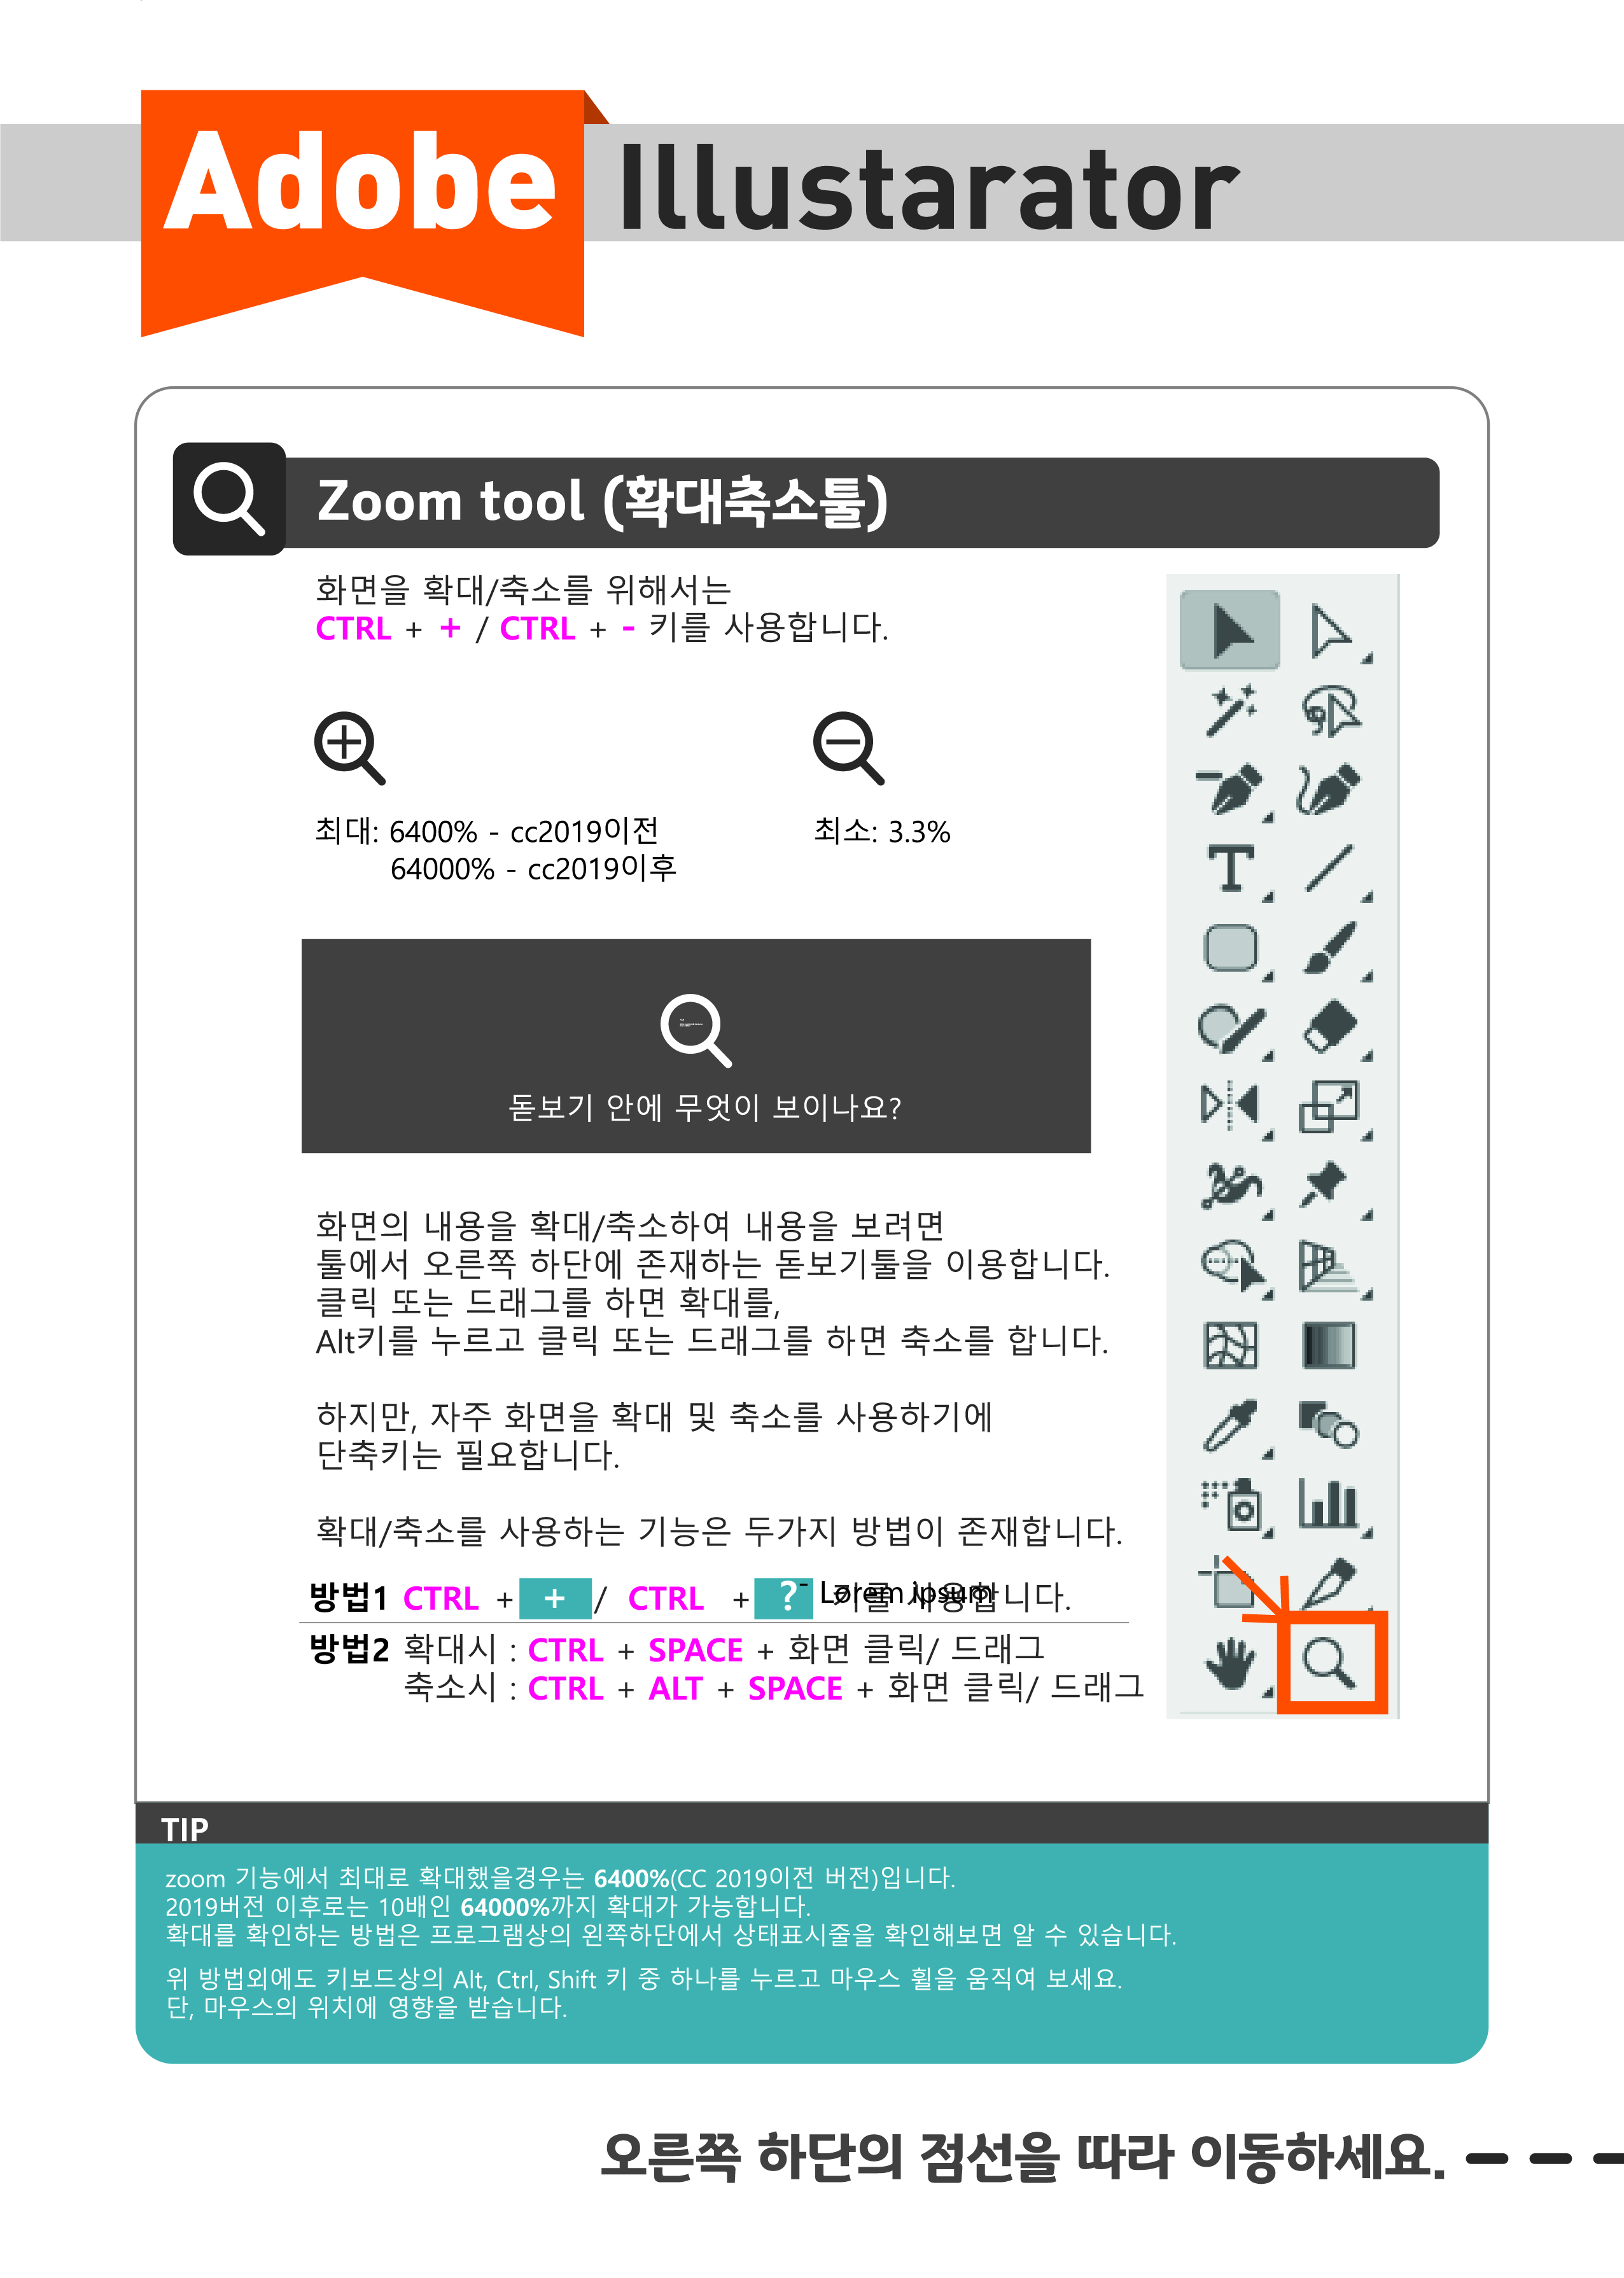 Adobe Illustarator
Zoom tool (확대축소툴)
화면을 확대/축소를 위해서는
CTRL + + / CTRL + - 키를 사용합니다.
최대: 6400% - cc2019이전
64000% - cc2019이후
최소: 3.3%
돋보기 안에 무엇이 보이나요?
화면의 내용을 확대/축소하여 내용을 보려면
툴에서 오른쪽 하단에 존재하는 돋보기툴을 이용합니다.
클릭 또는 드래그를 하면 확대를,
Alt키를 누르고 클릭 또는 드래그를 하면 축소를 합니다.
하지만, 자주 화면을 확대 및 축소를 사용하기에
단축키는 필요합니다.
확대/축소를 사용하는 기능은 두가지 방법이 존재합니다.
방법1 CTRL + + / CTRL + ? 키를 사용합니다.
- Lorem ipsum
방법2 확대시 : CTRL + SPACE + 화면 클릭/ 드래그
축소시 : CTRL + ALT + SPACE + 화면 클릭/ 드래그
TIP
zoom 기능에서 최대로 확대했을경우는 6400%(CC 2019이전 버전)입니다.
2019버전 이후로는 10배인 64000%까지 확대가 가능합니다.
확대를 확인하는 방법은 프로그램상의 왼쪽하단에서 상태표시줄을 확인해보면 알 수 있습니다.
위 방법외에도 키보드상의 Alt, Ctrl, Shift 키 중 하나를 누르고 마우스 휠을 움직여 보세요.
단, 마우스의 위치에 영향을 받습니다.
오른쪽 하단의 점선을 따라 이동하세요.